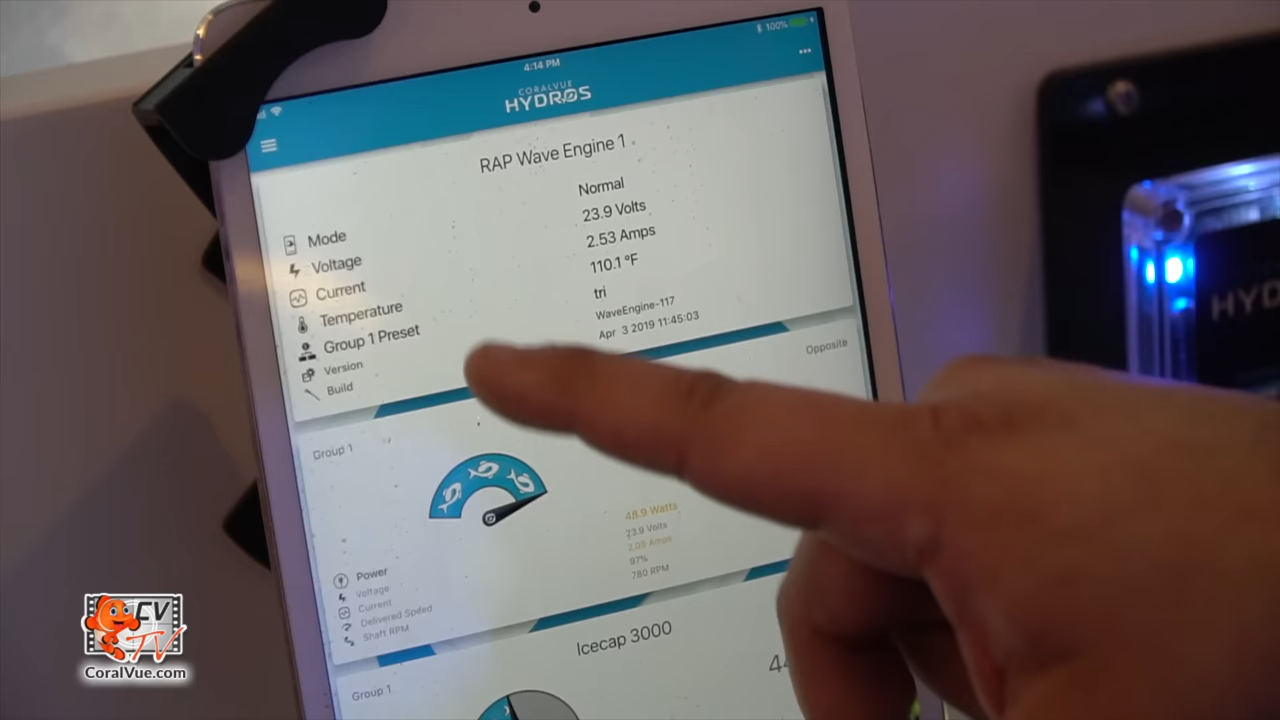 100%
4:14 PM
CORALVUE
HYDROS
RAP Wave Engine 1
Mode Normal
Voltage 23.9 Volts
Current 2.53 Amps
Temperature 110.1 °F
Group 1 Preset tri
Version WaveEngine-117
Build Apr 3 2019 11:45:03
Group 1 Opposite
Power 48.9 Watts
Voltage 23.9 Volts
Current 2.05 Amps
Delivered Speed 97%
Shaft RPM 780 RPM
Icecap 3000
Group 1
HYD
CV
TV
CoralVue.com